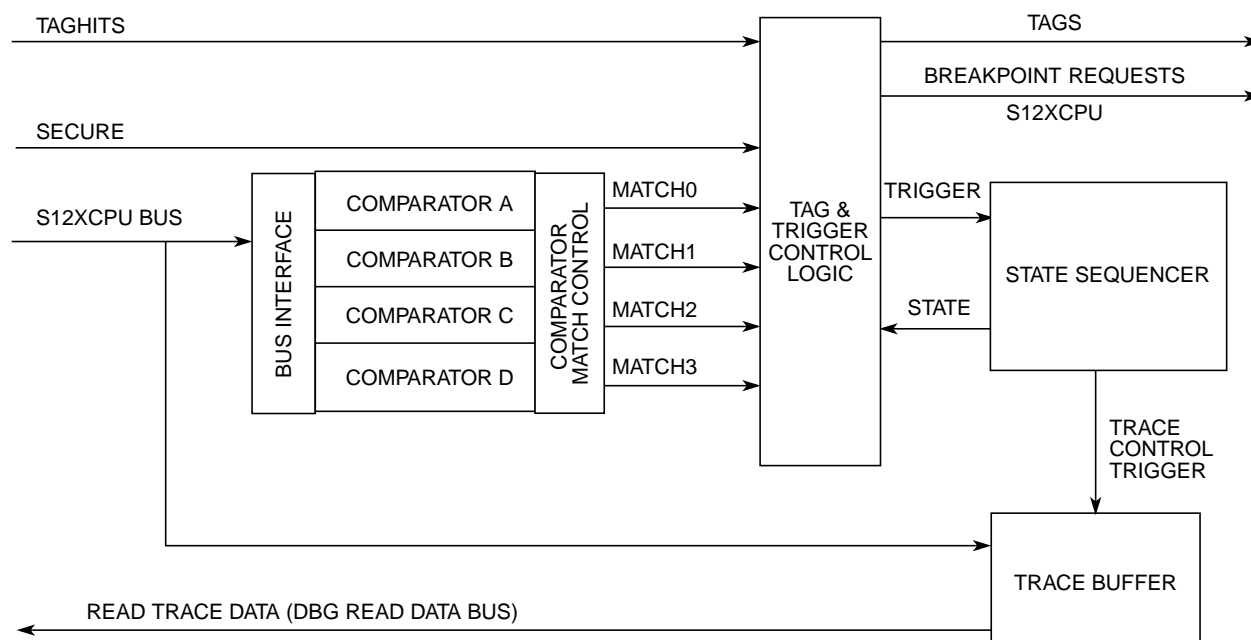 TAGHITS
TAGS
BREAKPOINT REQUESTS
S12XCPU
SECURE
S12XCPU BUS
BUS INTERFACE
COMPARATOR A
COMPARATOR B
COMPARATOR C
COMPARATOR D
COMPARATOR
MATCH CONTROL
MATCH0
MATCH1
MATCH2
MATCH3
TAG &
TRIGGER
CONTROL
LOGIC
TRIGGER
STATE
STATE SEQUENCER
TRACE
CONTROL
TRIGGER
TRACE BUFFER
READ TRACE DATA (DBG READ DATA BUS)